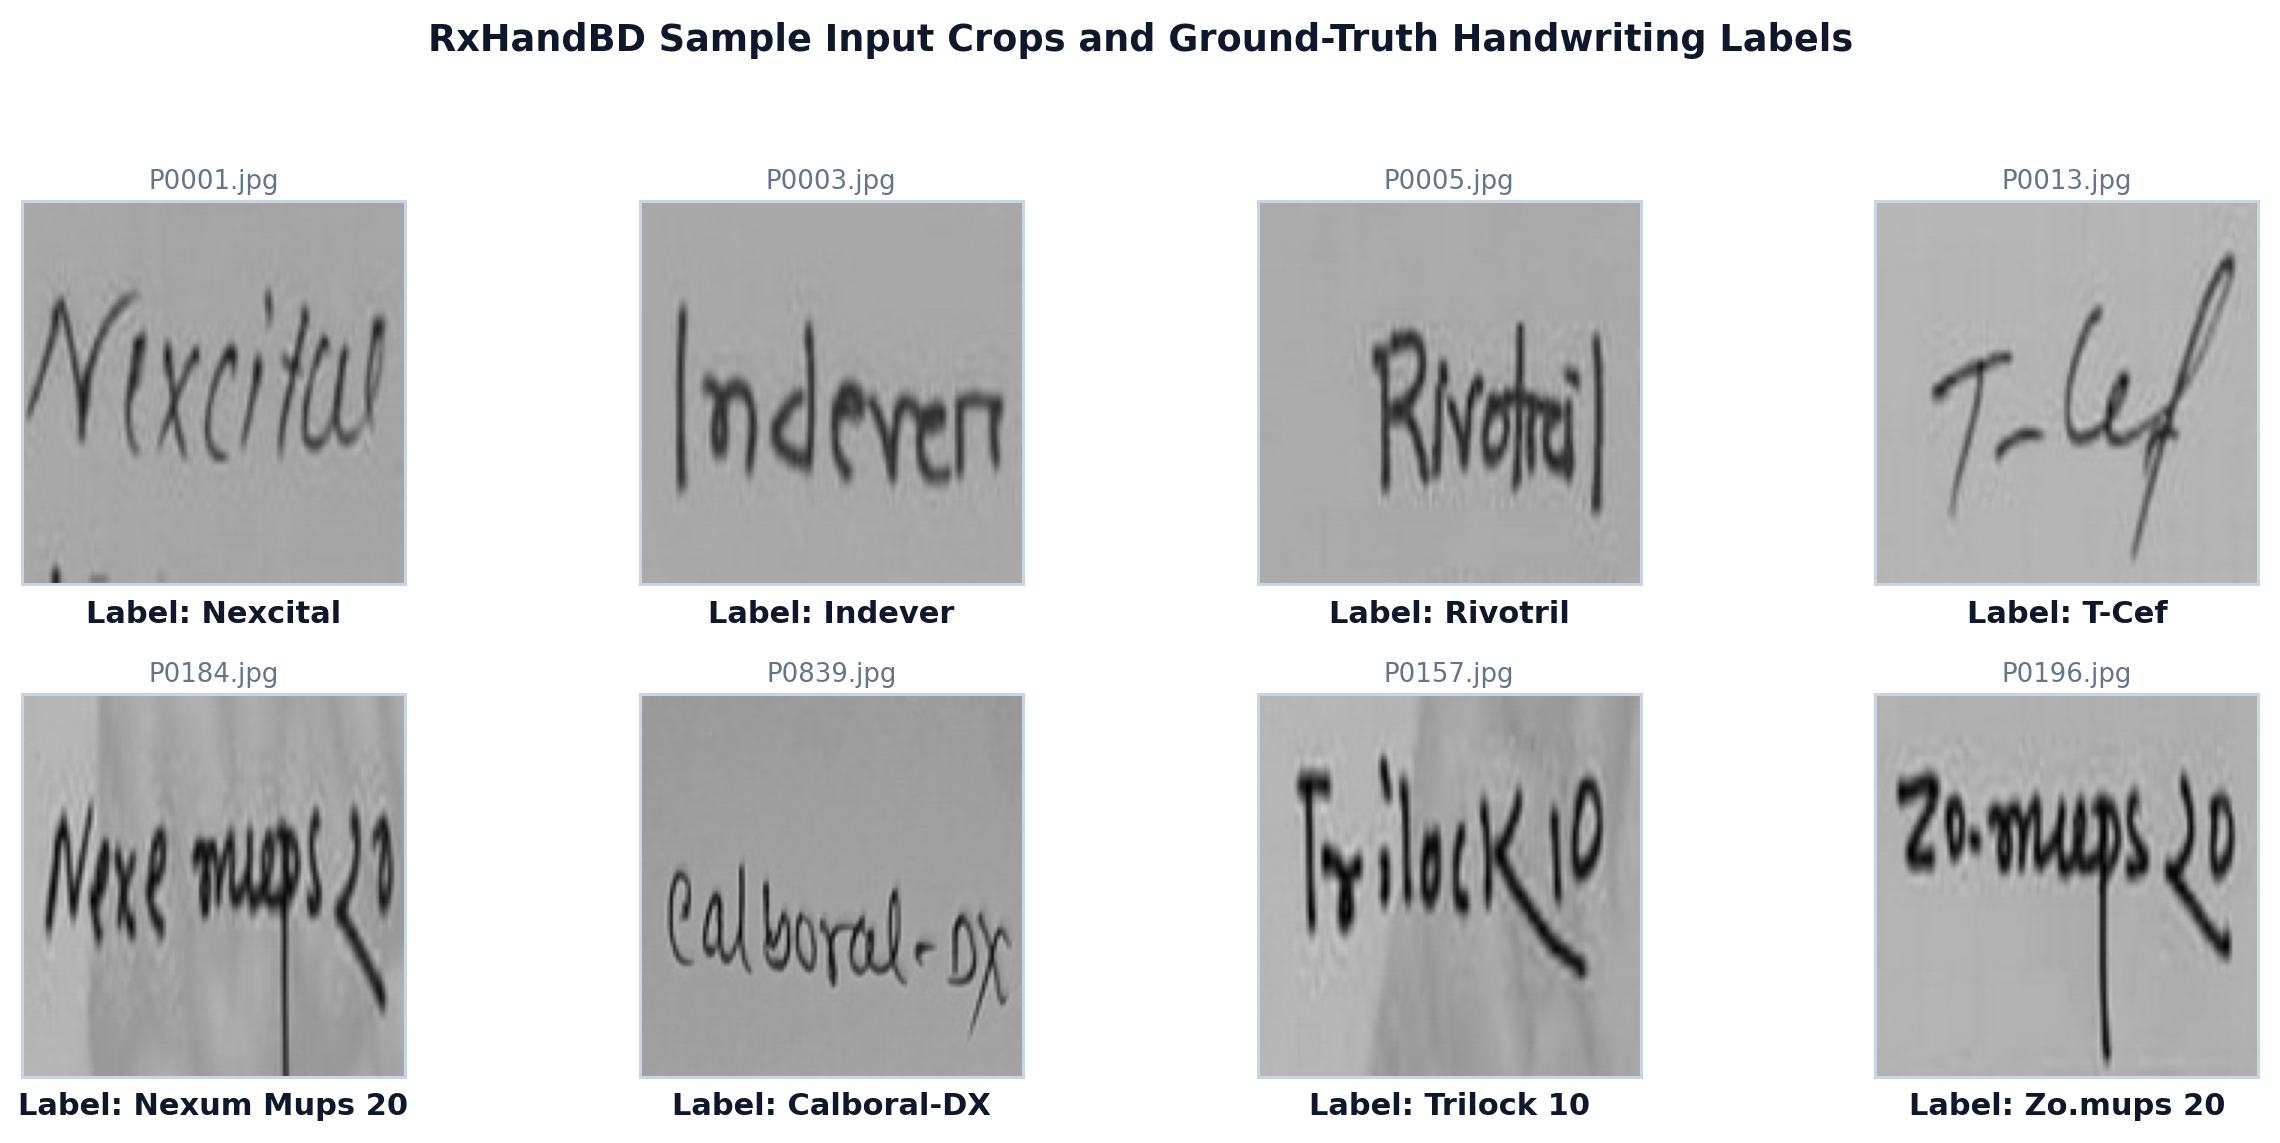 RxHandBD Sample Input Crops and Ground-Truth Handwriting Labels
P0001.jpg P0003.jpg P0005.jpg P0013.jpg
Nexcital Indever Rivotril T-Cef
Label: Nexcital Label: Indever Label: Rivotril Label: T-Cef
P0184.jpg P0839.jpg P0157.jpg P0196.jpg
Nexe mups 20 Calboral-DX Trilock 10 Zo.mups 20
Label: Nexum Mups 20 Label: Calboral-DX Label: Trilock 10 Label: Zo.mups 20